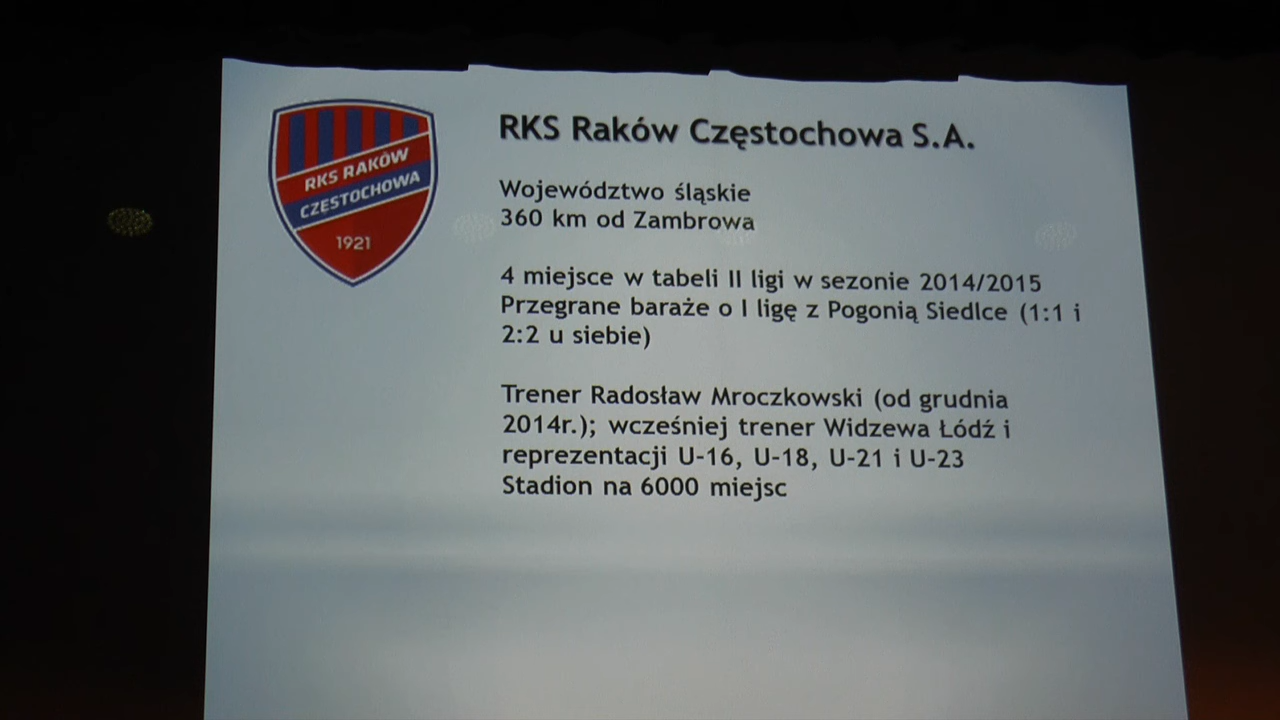 RKS RAKÓW
CZĘSTOCHOWA
1921
RKS Raków Częstochowa S.A.
Województwo śląskie
360 km od Zambrowa
4 miejsce w tabeli II ligi w sezonie 2014/2015
Przegrane baraże o I ligę z Pogonią Siedlce (1:1 i
2:2 u siebie)
Trener Radosław Mroczkowski (od grudnia
2014r.); wcześniej trener Widzewa Łódź i
reprezentacji U-16, U-18, U-21 i U-23
Stadion na 6000 miejsc